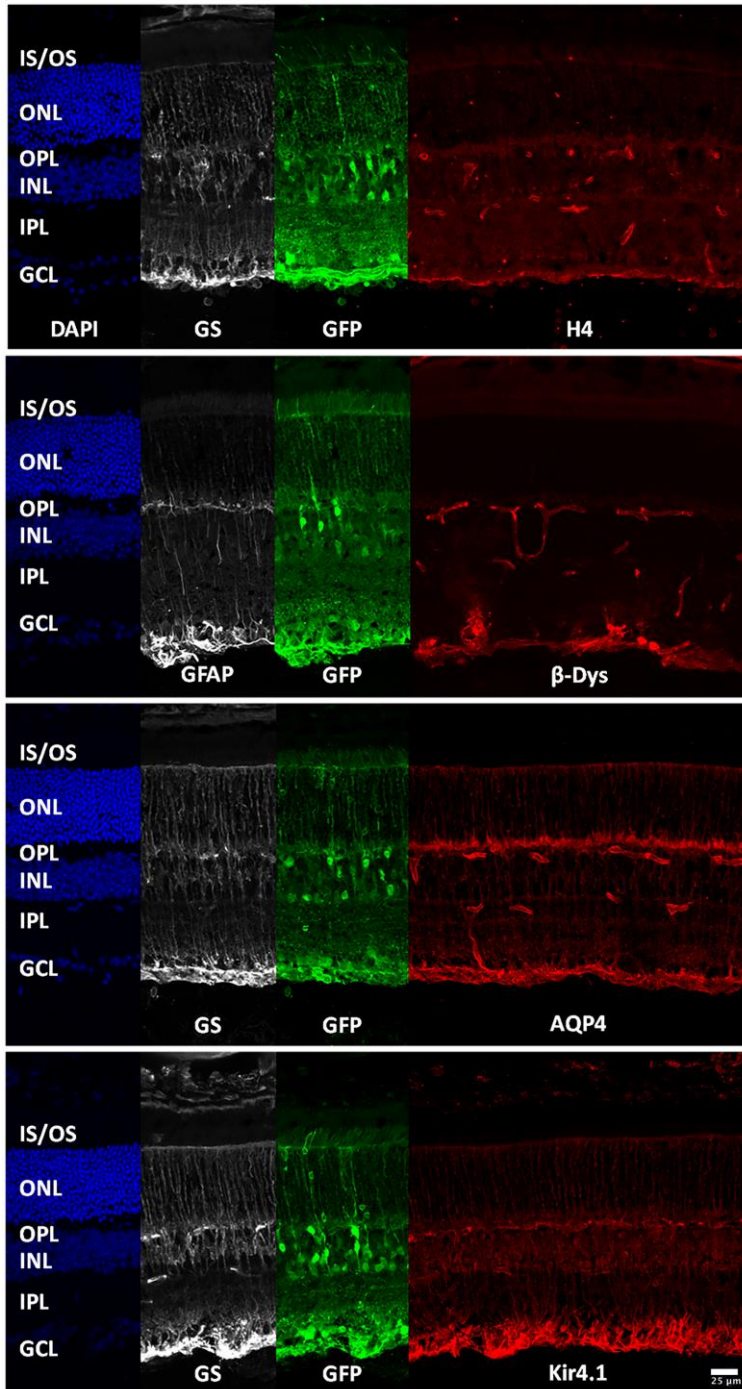 IS/OS
ONL
OPL
INL
IPL
GCL
DAPI GS GFP H4
IS/OS
ONL
OPL
INL
IPL
GCL
GFAP GFP β-Dys
IS/OS
ONL
OPL
INL
IPL
GCL
GS GFP AQP4
IS/OS
ONL
OPL
INL
IPL
GCL
GS GFP Kir4.1
25 µm